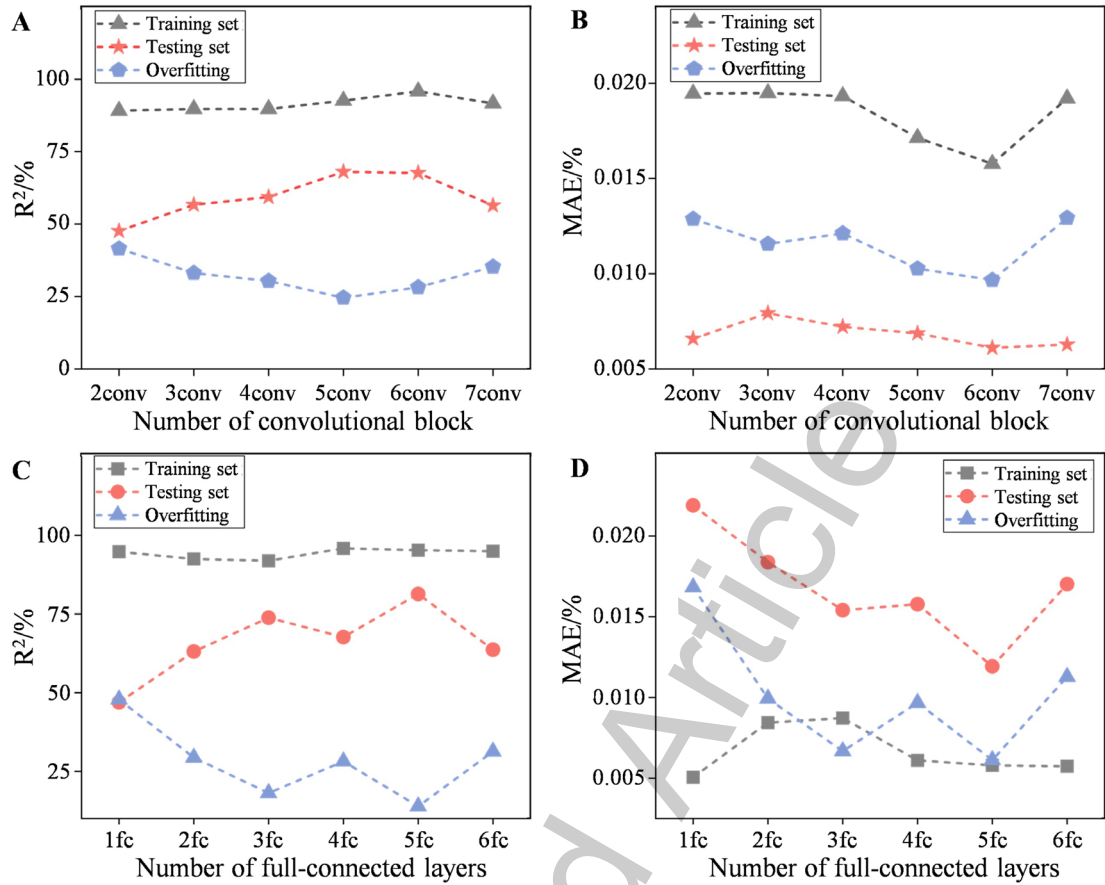 A
Training set
Testing set
Overfitting
R²/%
100
75
50
25
0
2conv 3conv 4conv 5conv 6conv 7conv
Number of convolutional block
B
Training set
Testing set
Overfitting
MAE/%
0.020
0.015
0.010
0.005
2conv 3conv 4conv 5conv 6conv 7conv
Number of convolutional block
C
Training set
Testing set
Overfitting
R²/%
100
75
50
25
1fc 2fc 3fc 4fc 5fc 6fc
Number of full-connected layers
D
Training set
Testing set
Overfitting
MAE/%
0.020
0.015
0.010
0.005
1fc 2fc 3fc 4fc 5fc 6fc
Number of full-connected layers
Article